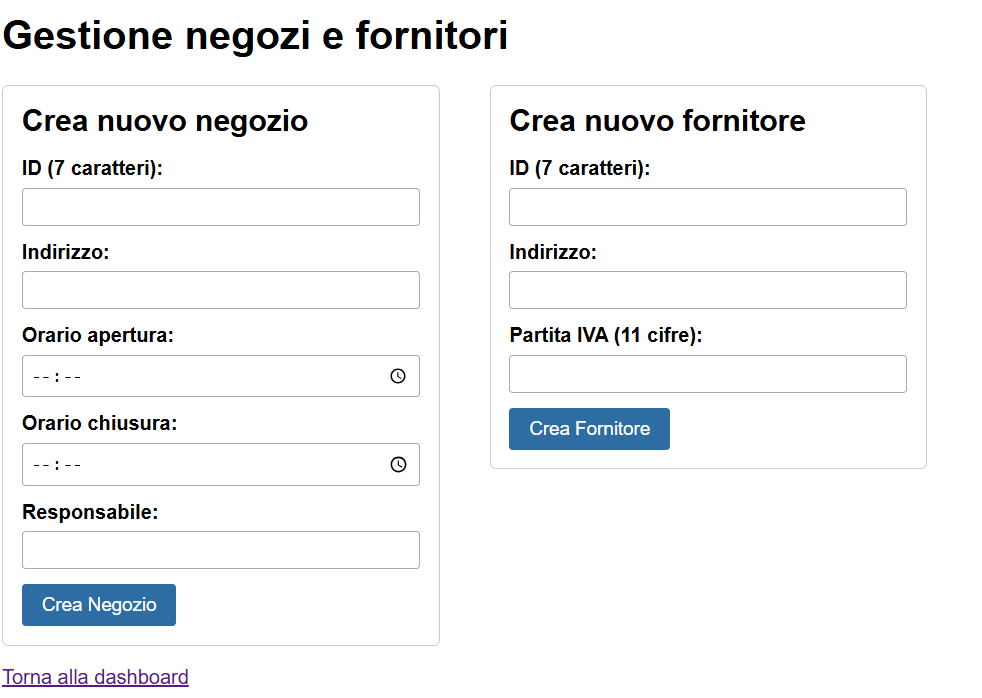 Gestione negozi e fornitori
Crea nuovo negozio
ID (7 caratteri):
Indirizzo:
Orario apertura:
--:--
Orario chiusura:
--:--
Responsabile:
Crea Negozio
Crea nuovo fornitore
ID (7 caratteri):
Indirizzo:
Partita IVA (11 cifre):
Crea Fornitore
Torna alla dashboard